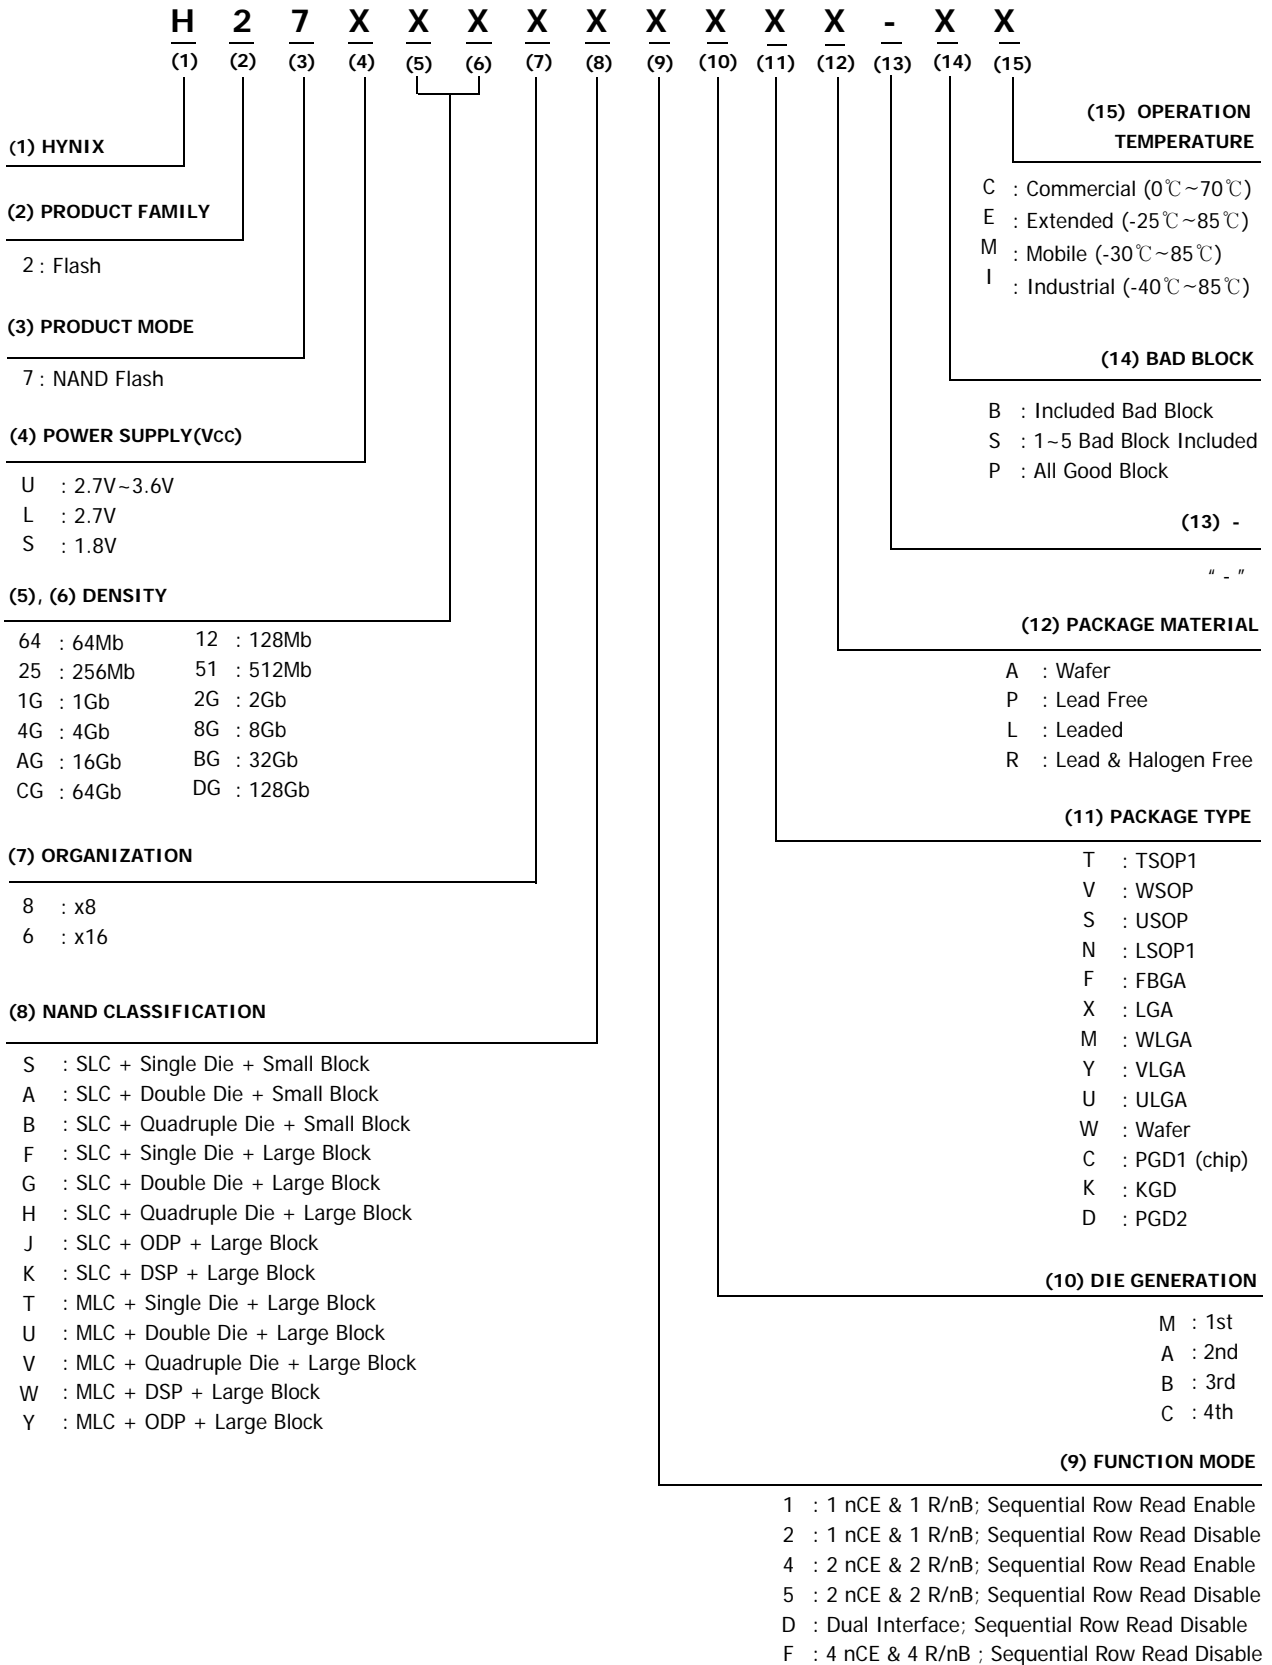 H 2 7 X X X X X X X X X - X X
(1) (2) (3) (4) (5) (6) (7) (8) (9) (10) (11) (12) (13) (14) (15)
(1) HYNIX
(2) PRODUCT FAMILY
2 : Flash
(3) PRODUCT MODE
7 : NAND Flash
(4) POWER SUPPLY(VCC)
U : 2.7V~3.6V
L : 2.7V
S : 1.8V
(5), (6) DENSITY
64 : 64Mb 12 : 128Mb
25 : 256Mb 51 : 512Mb
1G : 1Gb 2G : 2Gb
4G : 4Gb 8G : 8Gb
AG : 16Gb BG : 32Gb
CG : 64Gb DG : 128Gb
(7) ORGANIZATION
8 : x8
6 : x16
(8) NAND CLASSIFICATION
S : SLC + Single Die + Small Block
A : SLC + Double Die + Small Block
B : SLC + Quadruple Die + Small Block
F : SLC + Single Die + Large Block
G : SLC + Double Die + Large Block
H : SLC + Quadruple Die + Large Block
J : SLC + ODP + Large Block
K : SLC + DSP + Large Block
T : MLC + Single Die + Large Block
U : MLC + Double Die + Large Block
V : MLC + Quadruple Die + Large Block
W : MLC + DSP + Large Block
Y : MLC + ODP + Large Block
(15) OPERATION
TEMPERATURE
C : Commercial (0℃~70℃)
E : Extended (-25℃~85℃)
M : Mobile (-30℃~85℃)
I : Industrial (-40℃~85℃)
(14) BAD BLOCK
B : Included Bad Block
S : 1~5 Bad Block Included
P : All Good Block
(13) -
“ - ”
(12) PACKAGE MATERIAL
A : Wafer
P : Lead Free
L : Leaded
R : Lead & Halogen Free
(11) PACKAGE TYPE
T : TSOP1
V : WSOP
S : USOP
N : LSOP1
F : FBGA
X : LGA
M : WLGA
Y : VLGA
U : ULGA
W : Wafer
C : PGD1 (chip)
K : KGD
D : PGD2
(10) DIE GENERATION
M : 1st
A : 2nd
B : 3rd
C : 4th
(9) FUNCTION MODE
1 : 1 nCE & 1 R/nB; Sequential Row Read Enable
2 : 1 nCE & 1 R/nB; Sequential Row Read Disable
4 : 2 nCE & 2 R/nB; Sequential Row Read Enable
5 : 2 nCE & 2 R/nB; Sequential Row Read Disable
D : Dual Interface; Sequential Row Read Disable
F : 4 nCE & 4 R/nB ; Sequential Row Read Disable